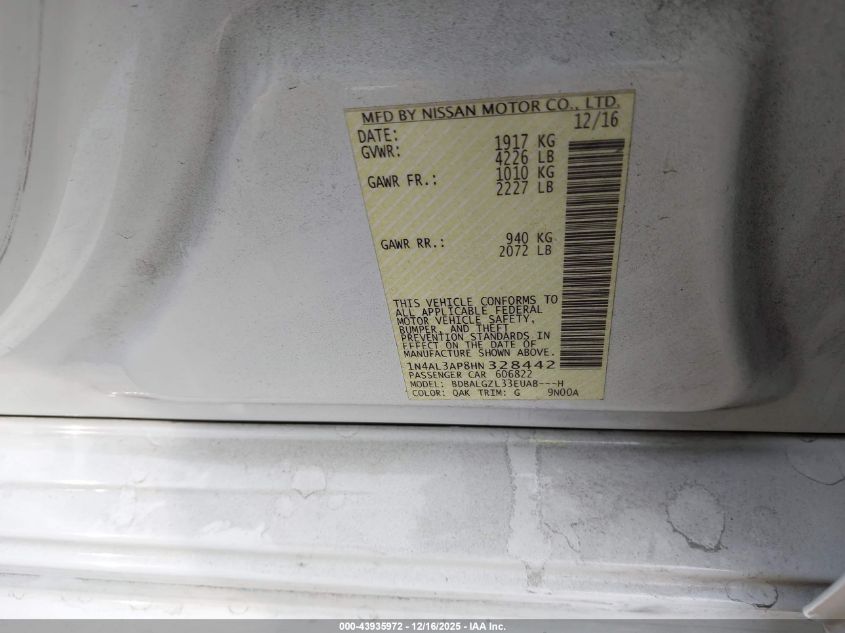 MFD BY NISSAN MOTOR CO., LTD.
DATE: 12/16
GVWR: 1917 KG
4226 LB
GAWR FR.: 1010 KG
2227 LB
GAWR RR.: 940 KG
2072 LB
THIS VEHICLE CONFORMS TO
ALL APPLICABLE FEDERAL
MOTOR VEHICLE SAFETY,
BUMPER, AND THEFT
PREVENTION STANDARDS IN
EFFECT ON THE DATE OF
MANUFACTURE SHOWN ABOVE.
1N4AL3AP8HN 328442
PASSENGER CAR 6D6822
MODEL: BDBALGZL33EUAB---H
COLOR: QAK TRIM: G 9N00A
000-43935972 - 12/16/2025 - IAA Inc.